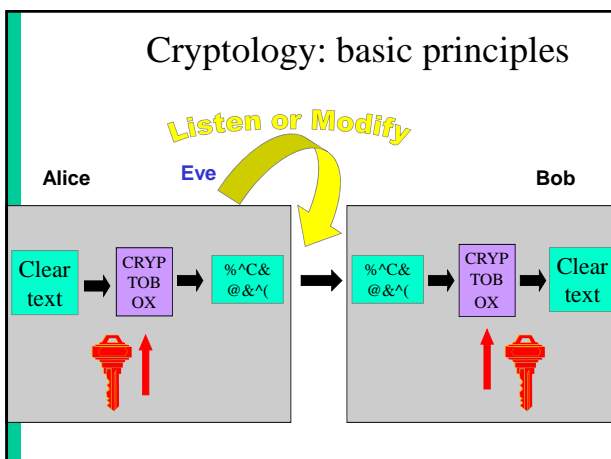 Cryptology: basic principles
Listen or Modify
Alice
Eve
Bob
Clear
text
CRYP
TOB
OX
%^C&
@&^(
%^C&
@&^(
CRYP
TOB
OX
Clear
text